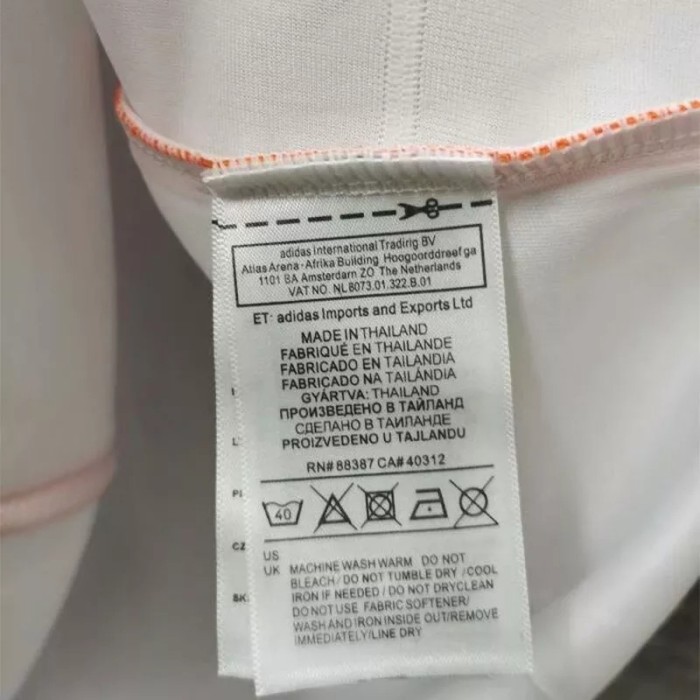 adidas International Tradirig BV
Atlas Arena-Afrika Building Hoogoorddreef ga
1101 BA Amsterdam ZO The Netherlands
VAT NO. NL8073.01.322.B.01
ET: adidas Imports and Exports Ltd
MADE IN THAILAND
FABRIQUÉ EN THAILANDE
FABRICADO EN TAILANDIA
FABRICADO NA TAILÂNDIA
GYÁRTVA: THAILAND
ПРОИЗВЕДЕНО В ТАЙЛАНД
СДЕЛАНО В ТАИЛАНДЕ
PROIZVEDENO U TAJLANDU
RN# 88387 CA# 40312
40
US
UK MACHINE WASH WARM DO NOT
BLEACH/DO NOT TUMBLE DRY/COOL
IRON IF NEEDED/DO NOT DRYCLEAN
DO NOT USE FABRIC SOFTENER/
WASH AND IRON INSIDE OUT/REMOVE
IMMEDIATELY/LINE DRY
CZ
SK